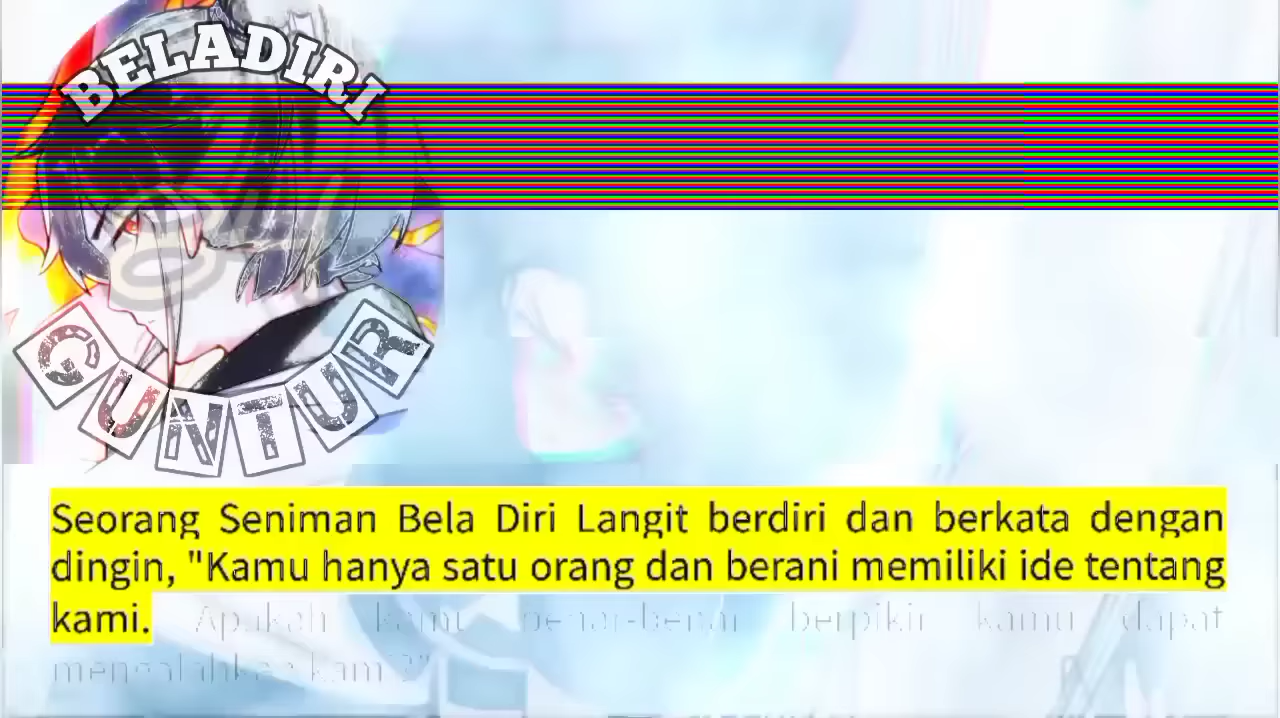 BELADIRI
GUNTUR
Seorang Seniman Bela Diri Langit berdiri dan berkata dengan
dingin, "Kamu hanya satu orang dan berani memiliki ide tentang
kami. Apakah kamu benar-benar berpikir kamu dapat
mengalahkan kami?"